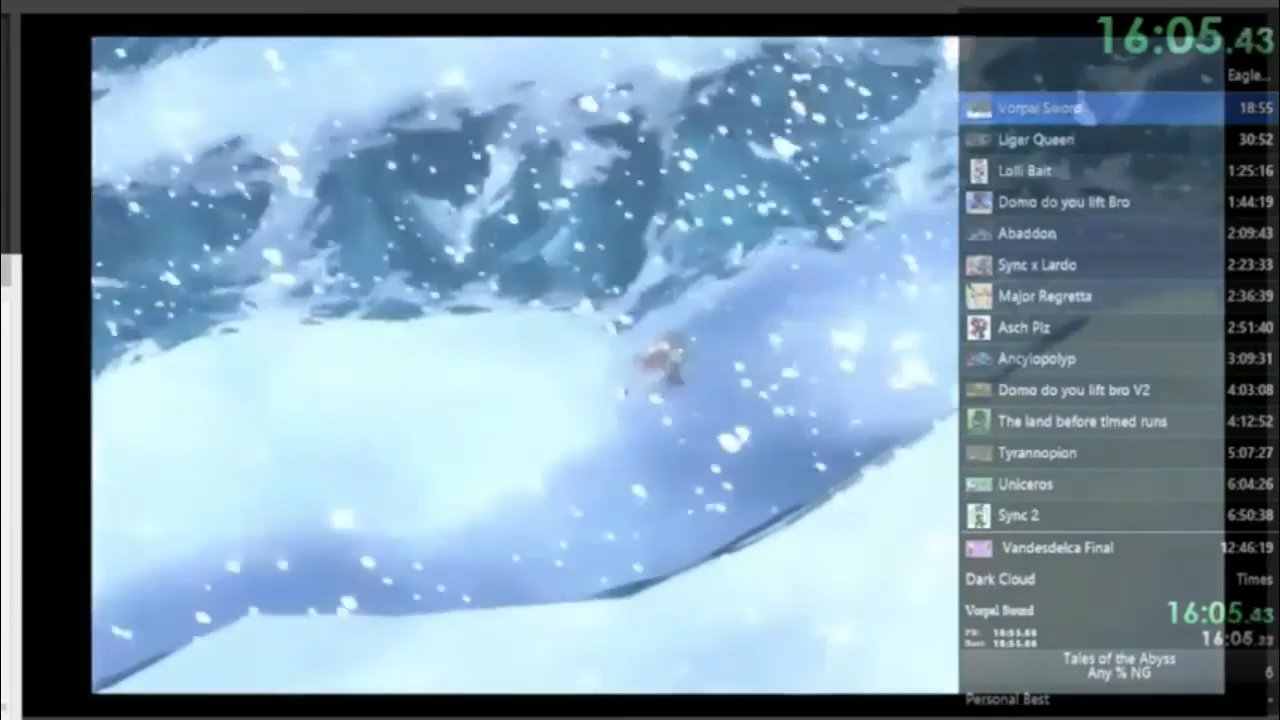 16:05.43
Eagle...
Vorpal Sword 18:55
Liger Queen 30:52
Lolli Bait 1:25:16
Domo do you lift Bro 1:44:19
Abaddon 2:09:43
Sync x Lardo 2:23:33
Major Regretta 2:36:39
Asch Plz 2:51:40
Ancylopolyp 3:09:31
Domo do you lift bro V2 4:03:08
The land before timed runs 4:12:52
Tyrannopion 5:07:27
Uniceros 6:04:26
Sync 2 6:50:38
Vandesdelca Final 12:46:19
Dark Cloud Times
Vorpal Sword 16:05.43
16:05
Tales of the Abyss
Any % NG 6
Personal Best -